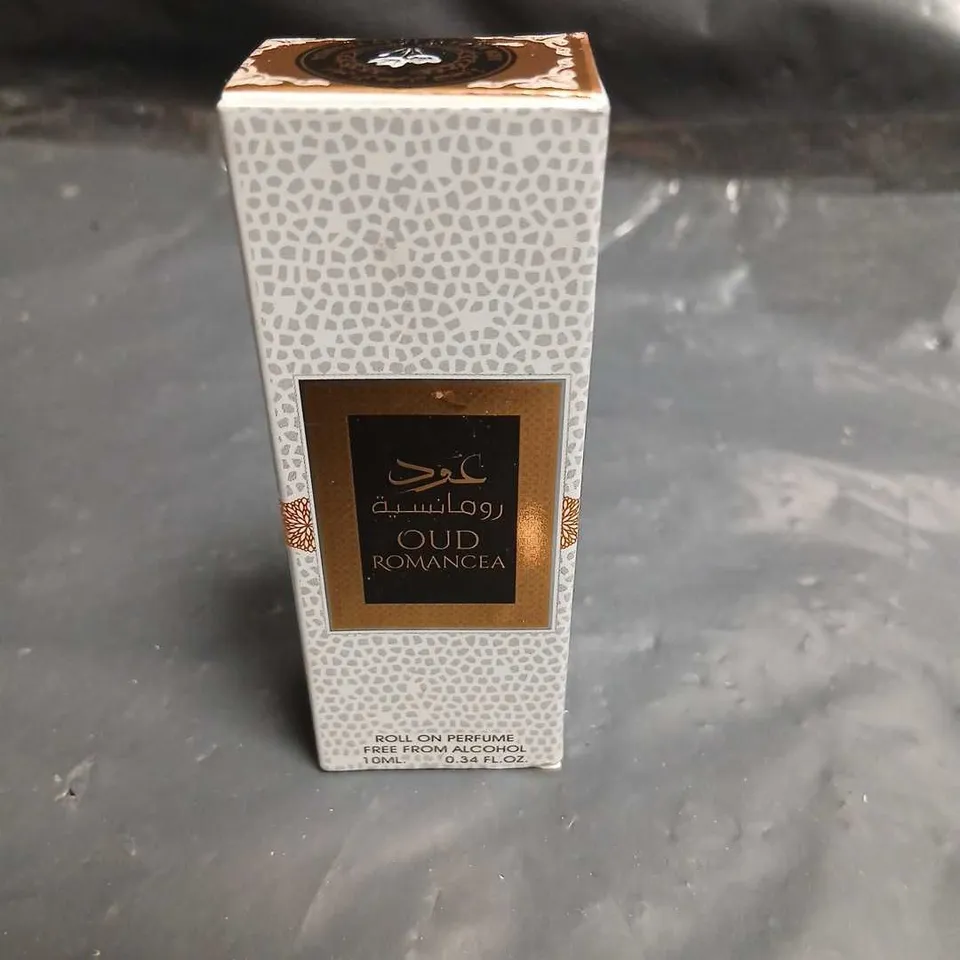 عود
رومانسية
OUD
ROMANCEA
ROLL ON PERFUME
FREE FROM ALCOHOL
10ML. 0.34 FL.OZ.